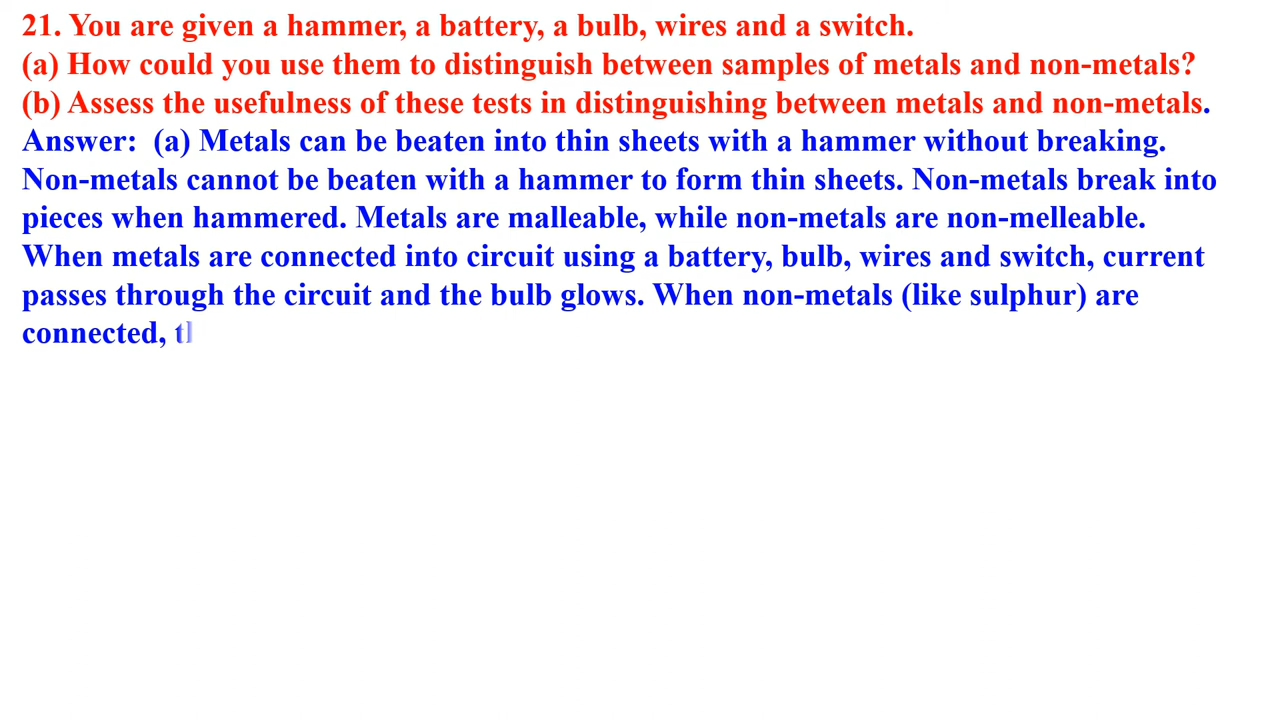 21. You are given a hammer, a battery, a bulb, wires and a switch.
(a) How could you use them to distinguish between samples of metals and non-metals?
(b) Assess the usefulness of these tests in distinguishing between metals and non-metals.
Answer:  (a) Metals can be beaten into thin sheets with a hammer without breaking.
Non-metals cannot be beaten with a hammer to form thin sheets. Non-metals break into
pieces when hammered. Metals are malleable, while non-metals are non-melleable.
When metals are connected into circuit using a battery, bulb, wires and switch, current
passes through the circuit and the bulb glows. When non-metals (like sulphur) are
connected,